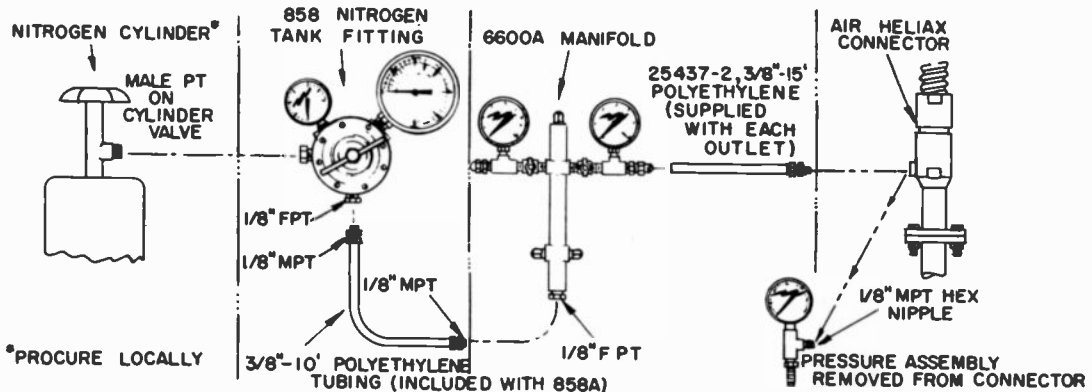 NITROGEN CYLINDER*
MALE PT
ON
CYLINDER
VALVE
*PROCURE LOCALLY
858 NITROGEN
TANK FITTING
1/8" FPT
1/8" MPT
1/8" MPT
3/8"-10' POLYETHYLENE
TUBING (INCLUDED WITH 858A)
6600A MANIFOLD
1/8" F PT
25437-2, 3/8"-15'
POLYETHYLENE
(SUPPLIED
WITH EACH
OUTLET)
AIR HELIAX
CONNECTOR
1/8" MPT HEX
NIPPLE
PRESSURE ASSEMBLY
REMOVED FROM CONNECTOR